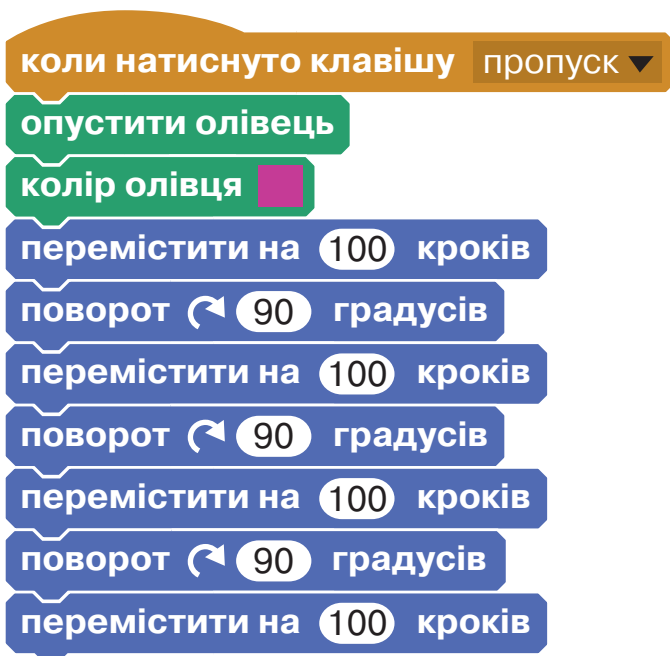 коли натиснуто клавішу пропуск
опустити олівець
колір олівця
перемістити на 100 кроків
поворот 90 градусів
перемістити на 100 кроків
поворот 90 градусів
перемістити на 100 кроків
поворот 90 градусів
перемістити на 100 кроків